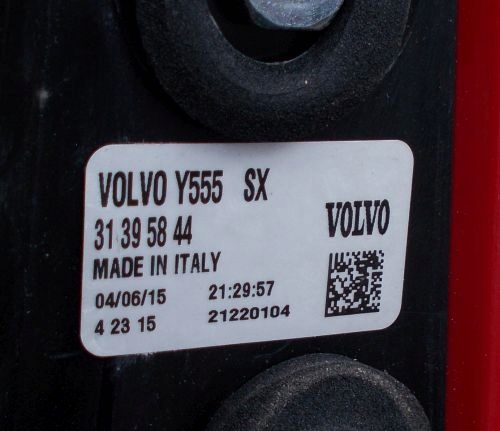 VOLVO Y555 SX
31 39 58 44
VOLVO
MADE IN ITALY
04/06/15 21:29:57
4 23 15 21220104